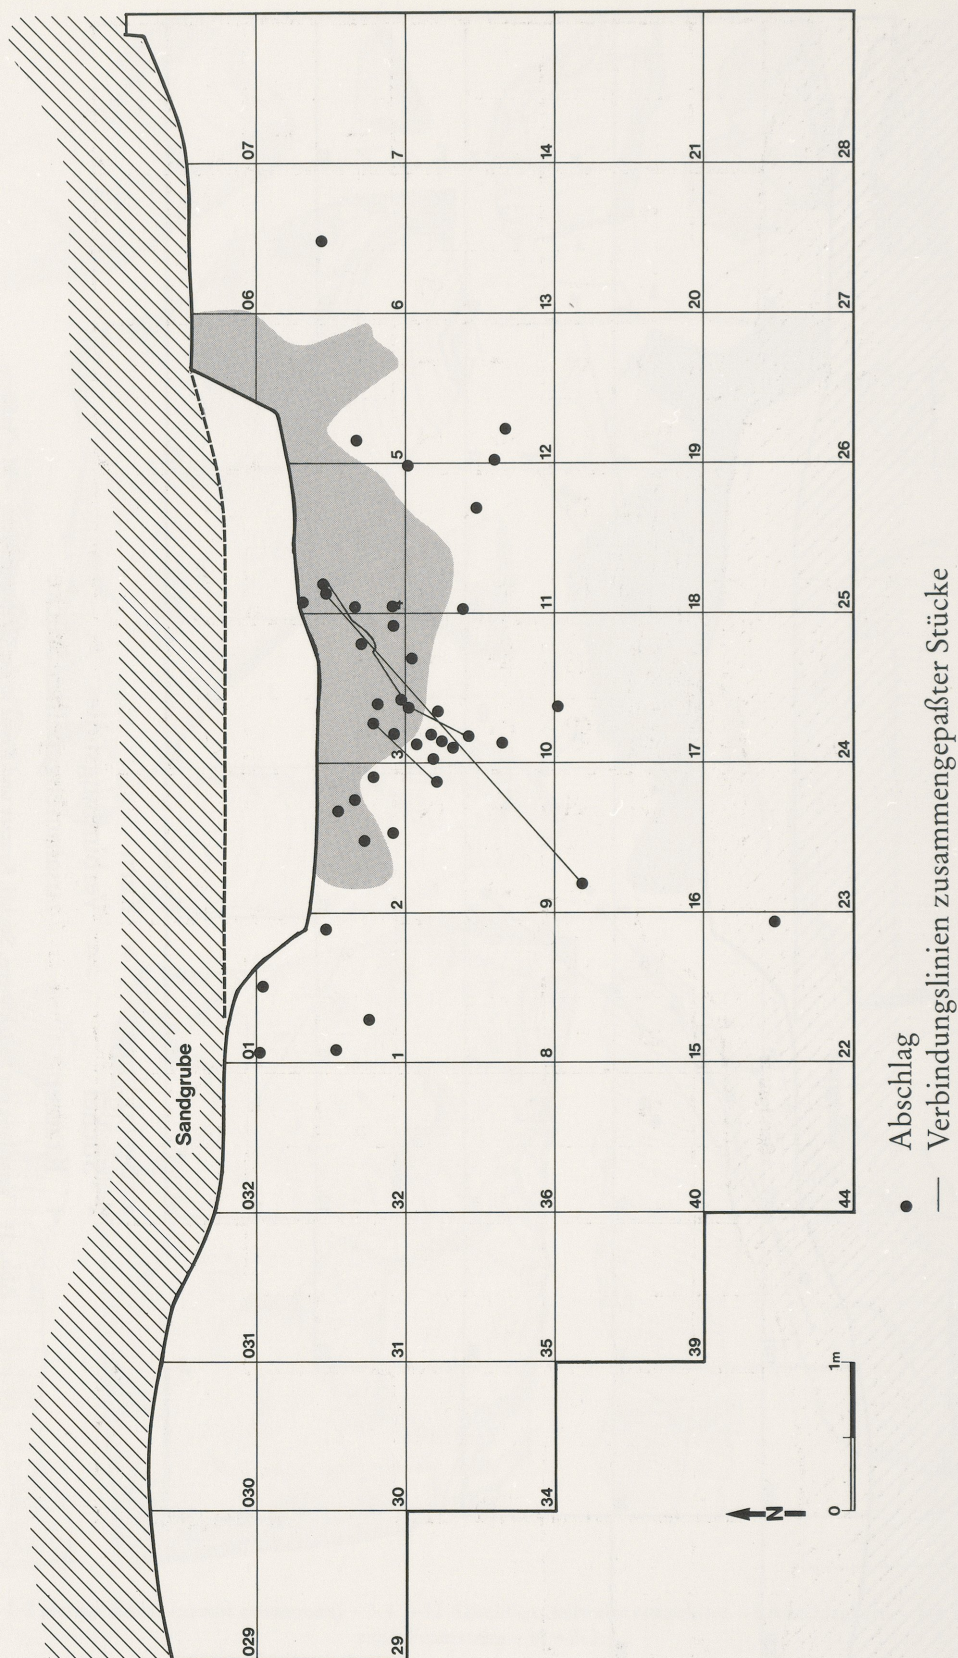 Sandgrube
029 030 031 032 01 06 07
29 30 31 32 1 2 3 4 5 6 7
34 35 36 8 9 10 11 12 13 14
39 40 15 16 17 18 19 20 21
44 22 23 24 25 26 27 28
N
0 1m
Abschlag
Verbindungslinien zusammengepaßter Stücke